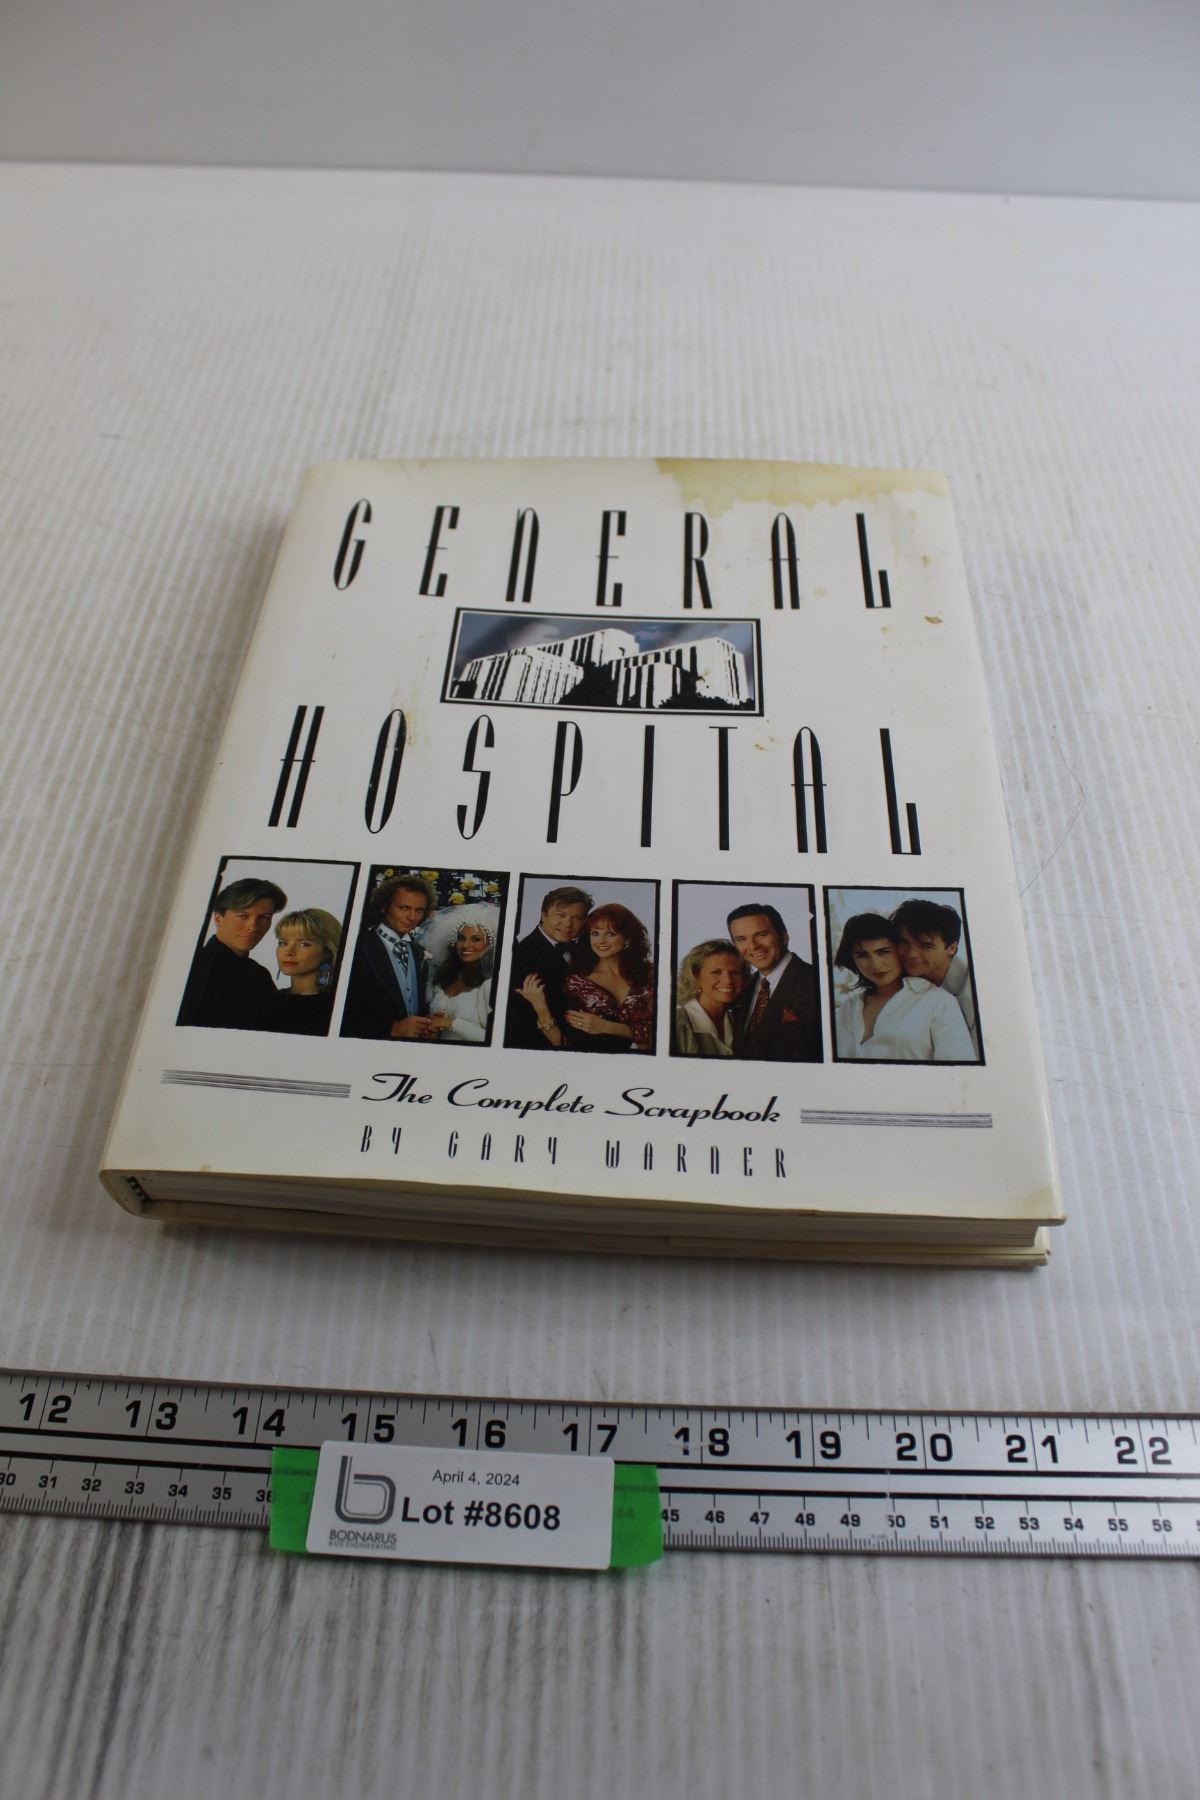 GENERAL
HOSPITAL
The Complete Scrapbook
BY GARY WARNER
12 13 14 15 16 17 18 19 20 21 22
30 31 32 33 34 35 45 46 47 48 49 50 51 52 53 54 55 56
April 4, 2024
Lot #8608
BODNARUS
AUCTIONEERING